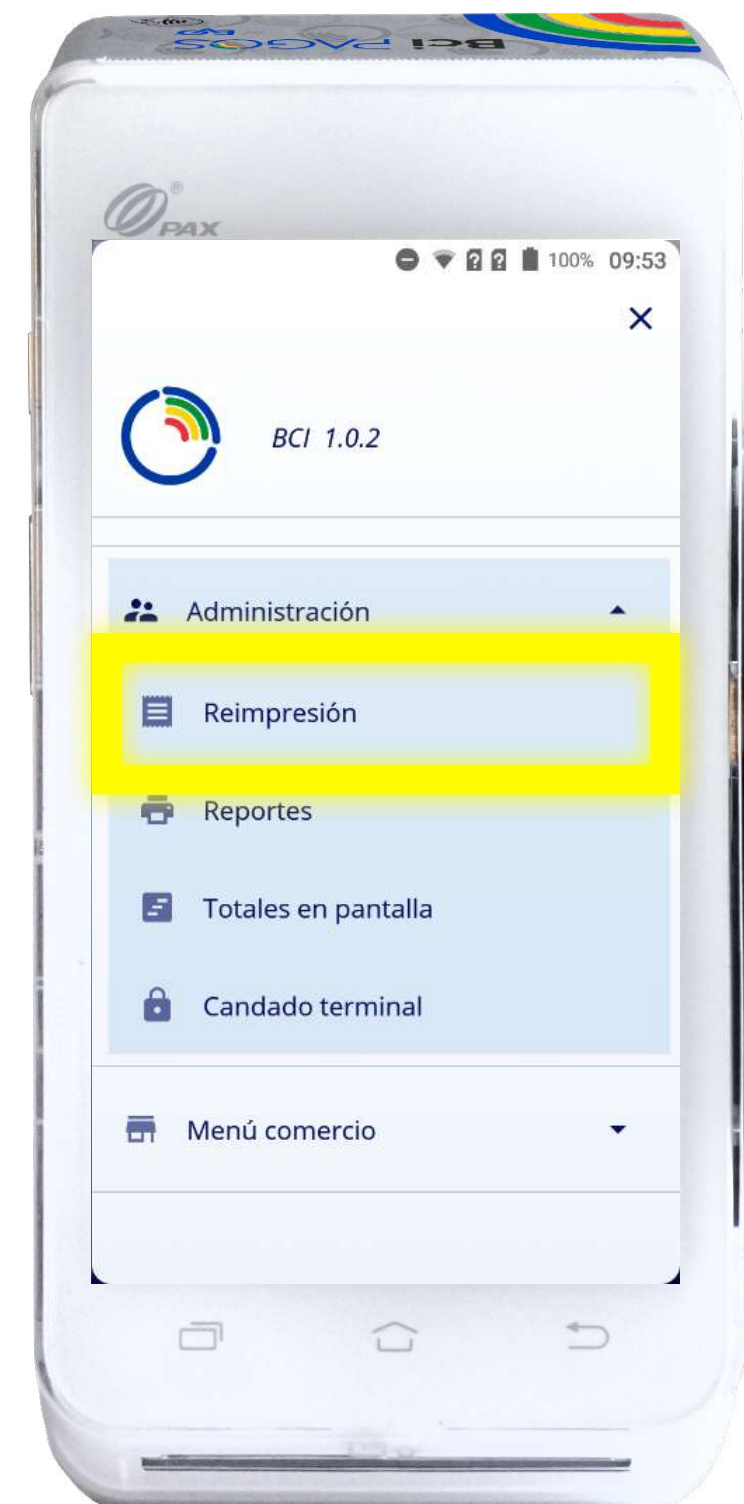 Bci PAGOS
PAX
100% 09:53
BCI 1.0.2
Administración
Reimpresión
Reportes
Totales en pantalla
Candado terminal
Menú comercio